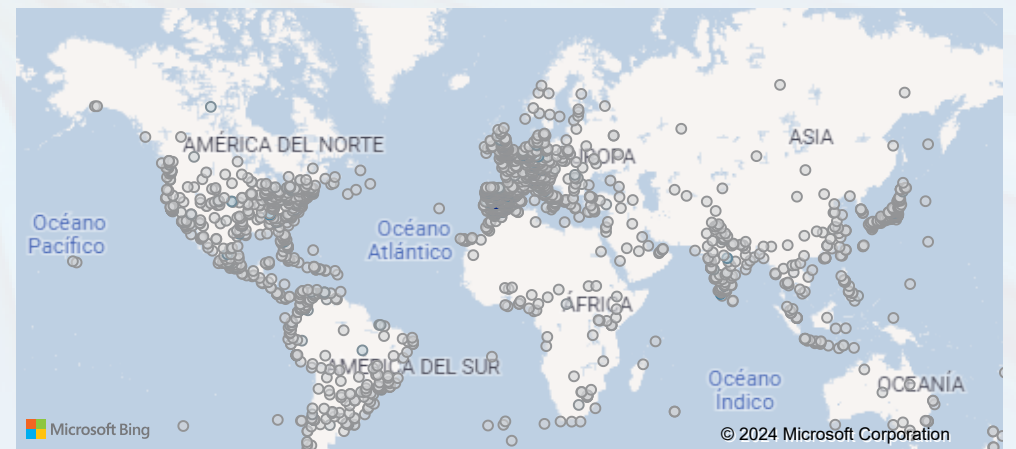 AMÉRICA DEL NORTE
ASIA
Océano
Pacífico
Océano
Atlántico
ÁFRICA
AMÉRICA DEL SUR
Océano
Índico
OCEANÍA
Microsoft Bing
© 2024 Microsoft Corporation